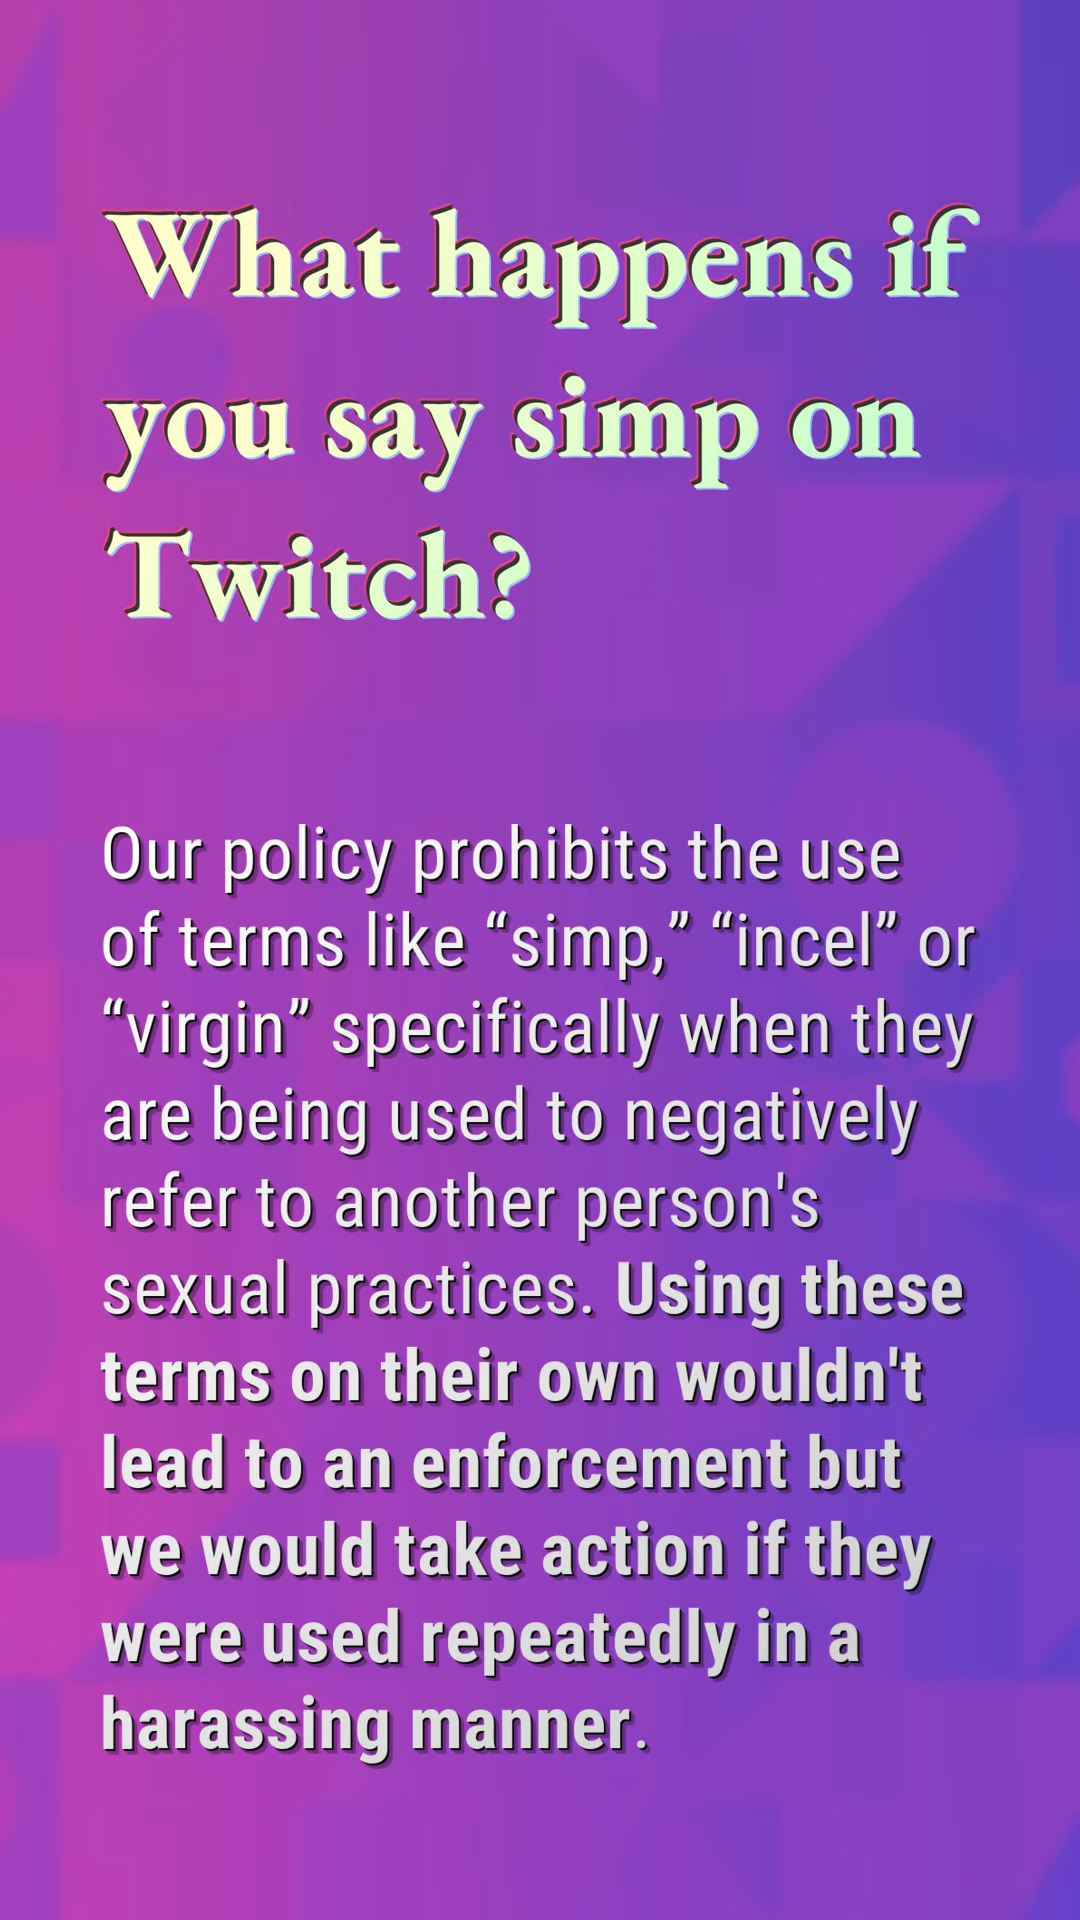 What happens if
you say simp on
Twitch?
Our policy prohibits the use
of terms like “simp,” “incel” or
“virgin” specifically when they
are being used to negatively
refer to another person's
sexual practices. Using these
terms on their own wouldn't
lead to an enforcement but
we would take action if they
were used repeatedly in a
harassing manner.